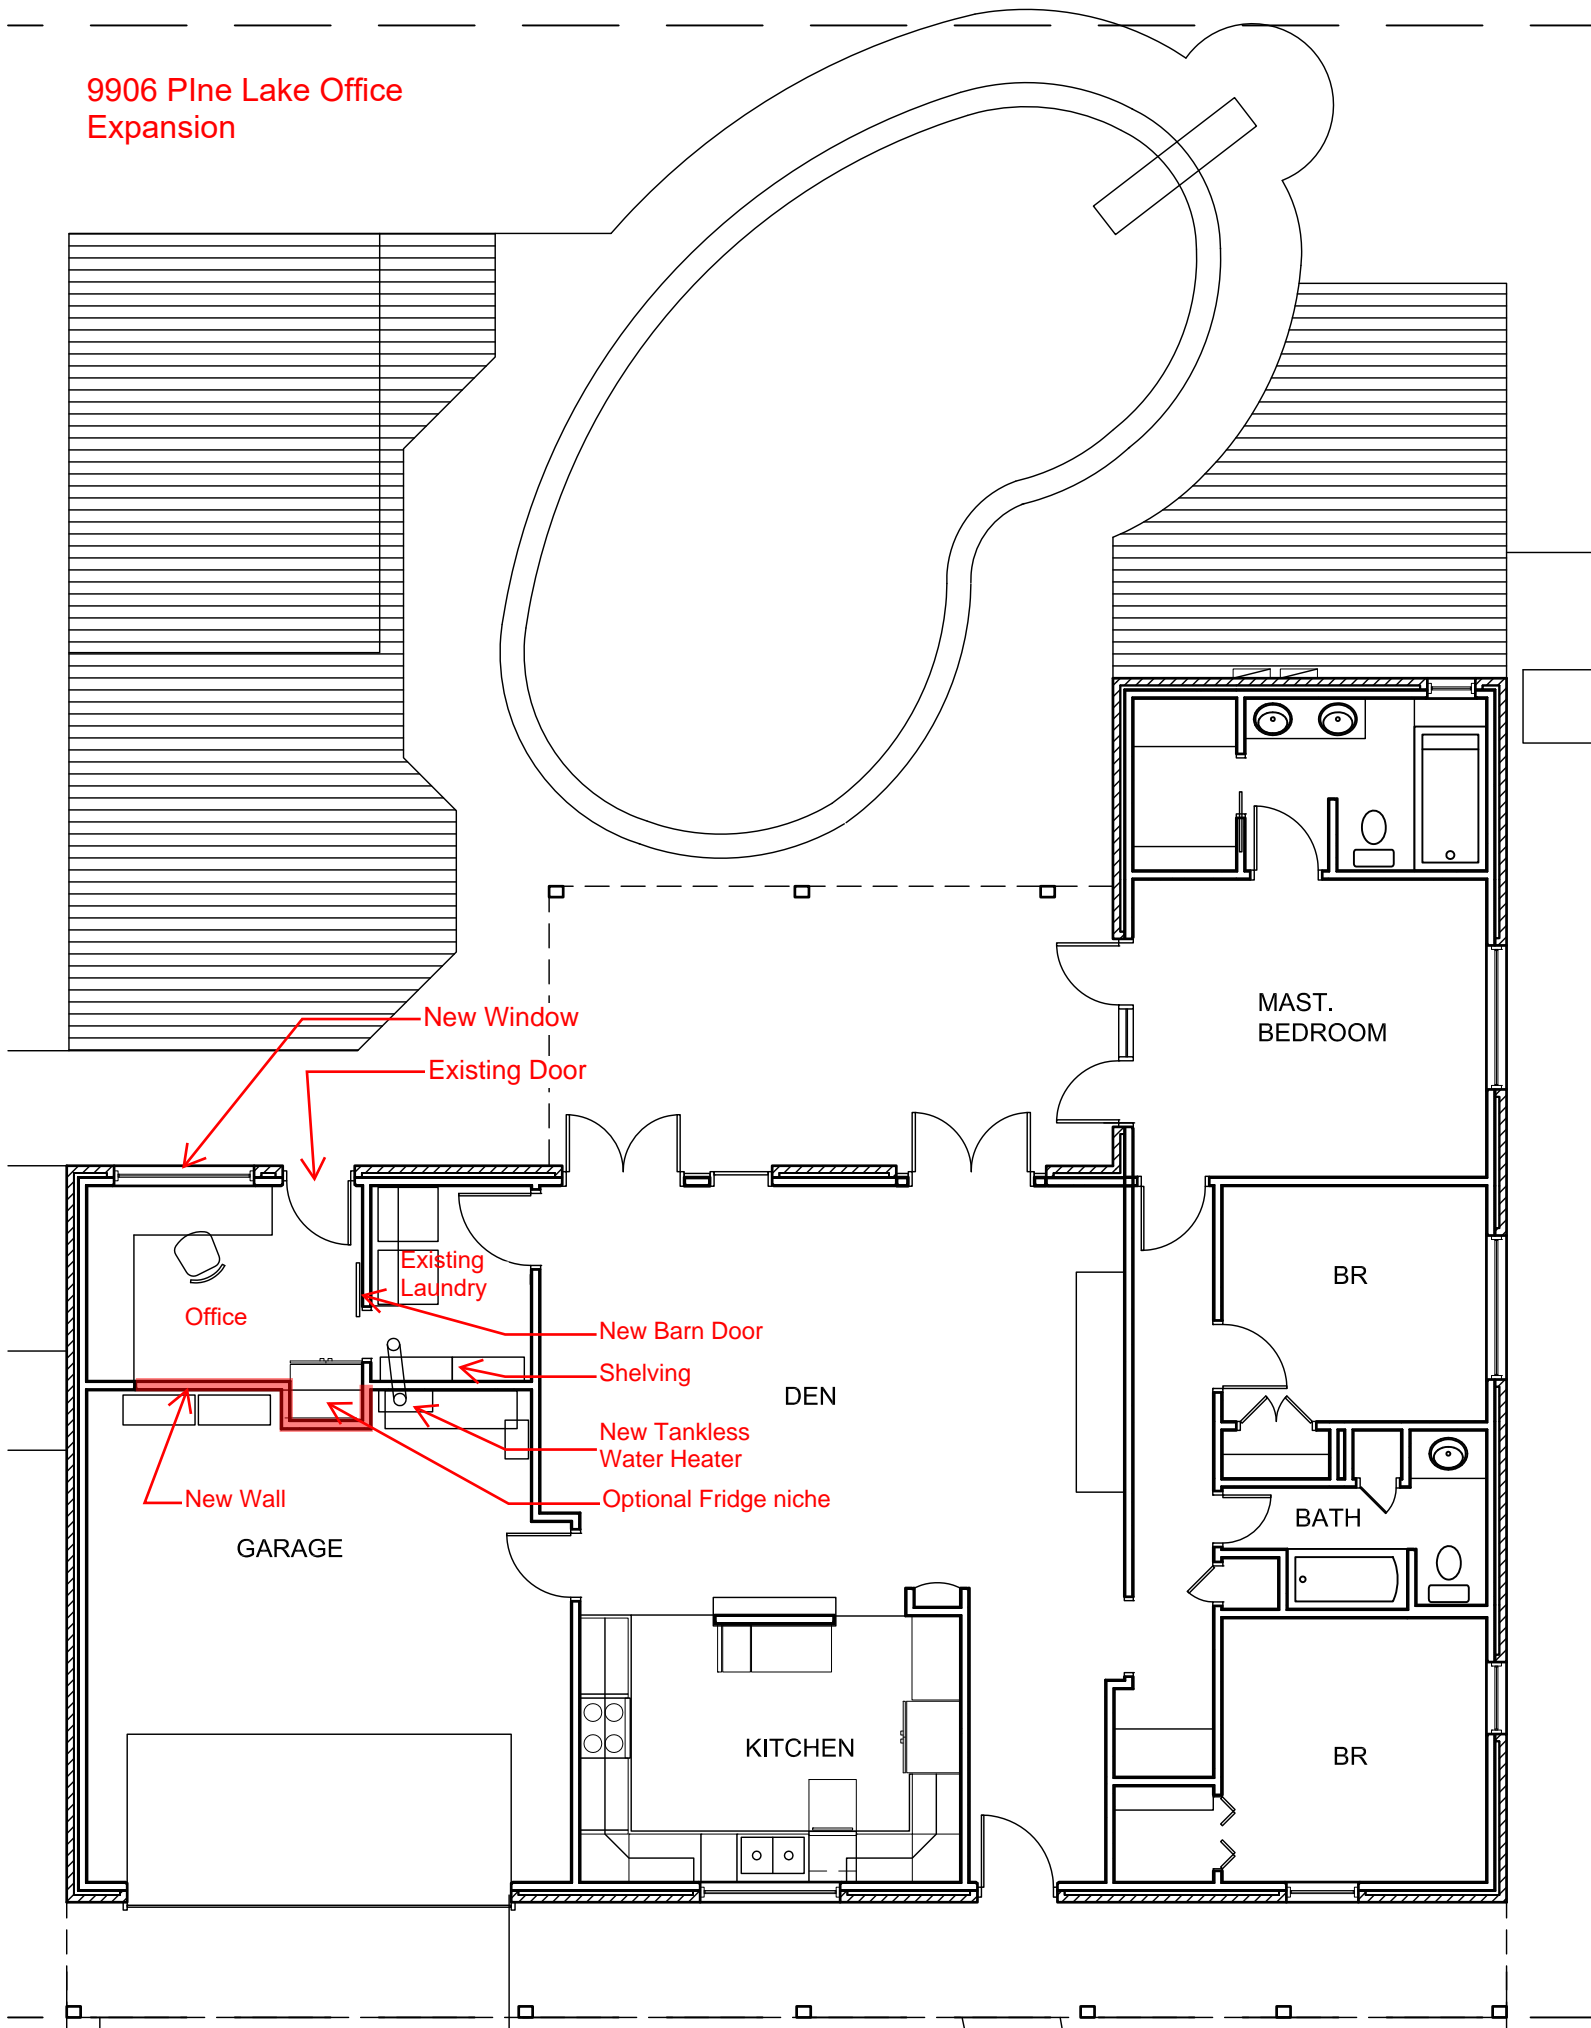 9906 PIne Lake Office
Expansion
New Window
Existing Door
MAST.
BEDROOM
Existing
Laundry
Office
BR
New Barn Door
Shelving
DEN
New Tankless
Water Heater
New Wall
Optional Fridge niche
GARAGE
BATH
KITCHEN
BR